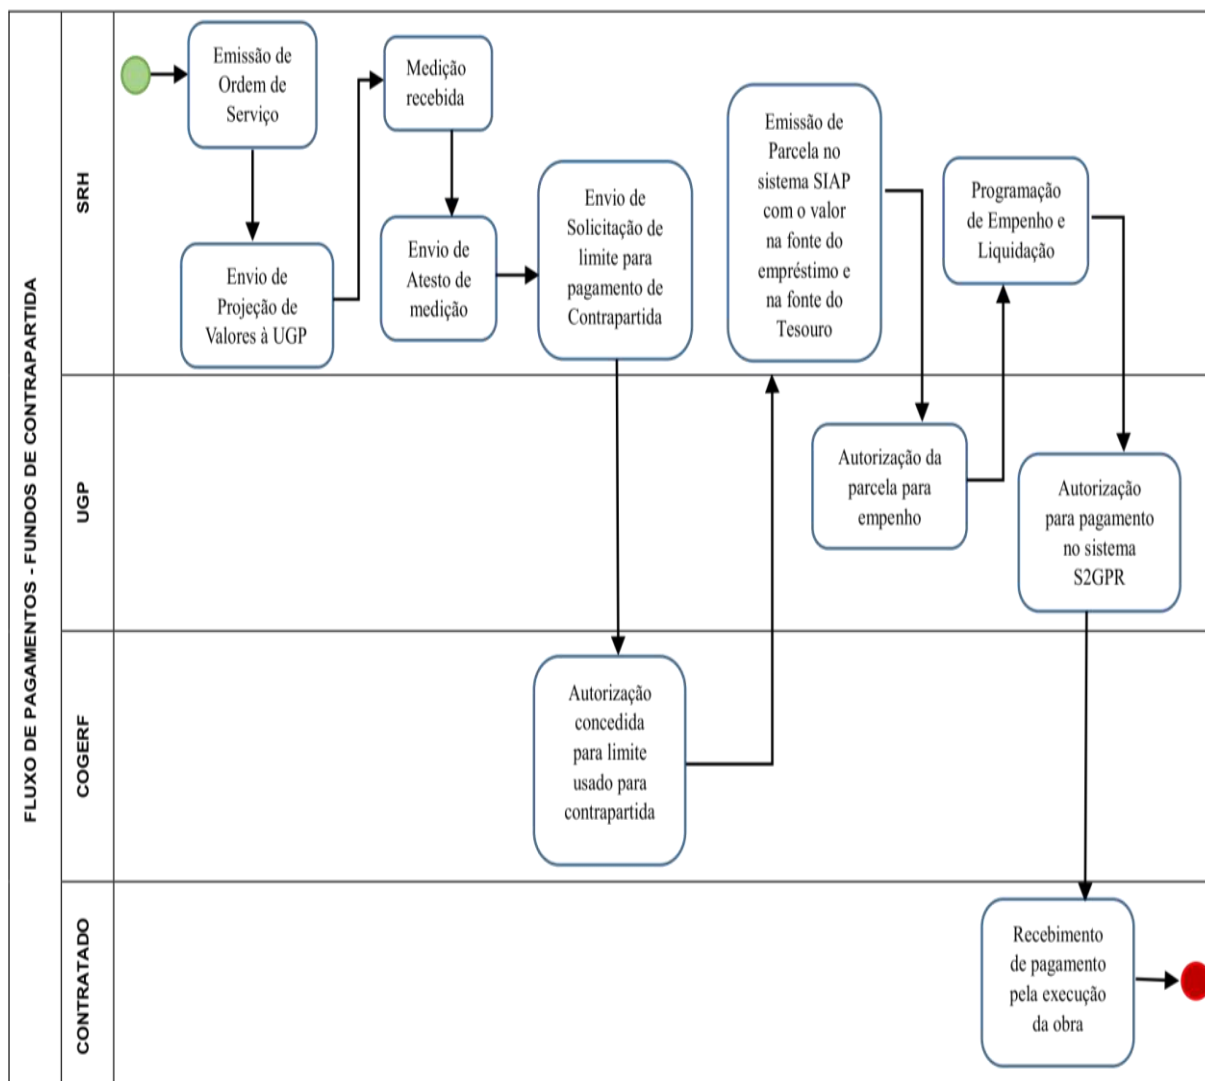 FLUXO DE PAGAMENTOS - FUNDOS DE CONTRAPARTIDA
SRH
Emissão de
Ordem de
Serviço
Envio de
Projeção de
Valores à UGP
Medição
recebida
Envio de
Atesto de
medição
Envio de
Solicitação de
limite para
pagamento de
Contrapartida
Emissão de
Parcela no
sistema SIAP
com o valor
na fonte do
empréstimo e
na fonte do
Tesouro
Programação
de Empenho e
Liquidação
UGP
Autorização da
parcela para
empenho
Autorização
para pagamento
no sistema
S2GPR
COGERF
Autorização
concedida
para limite
usado para
contrapartida
CONTRATADO
Recebimento
de pagamento
pela execução
da obra